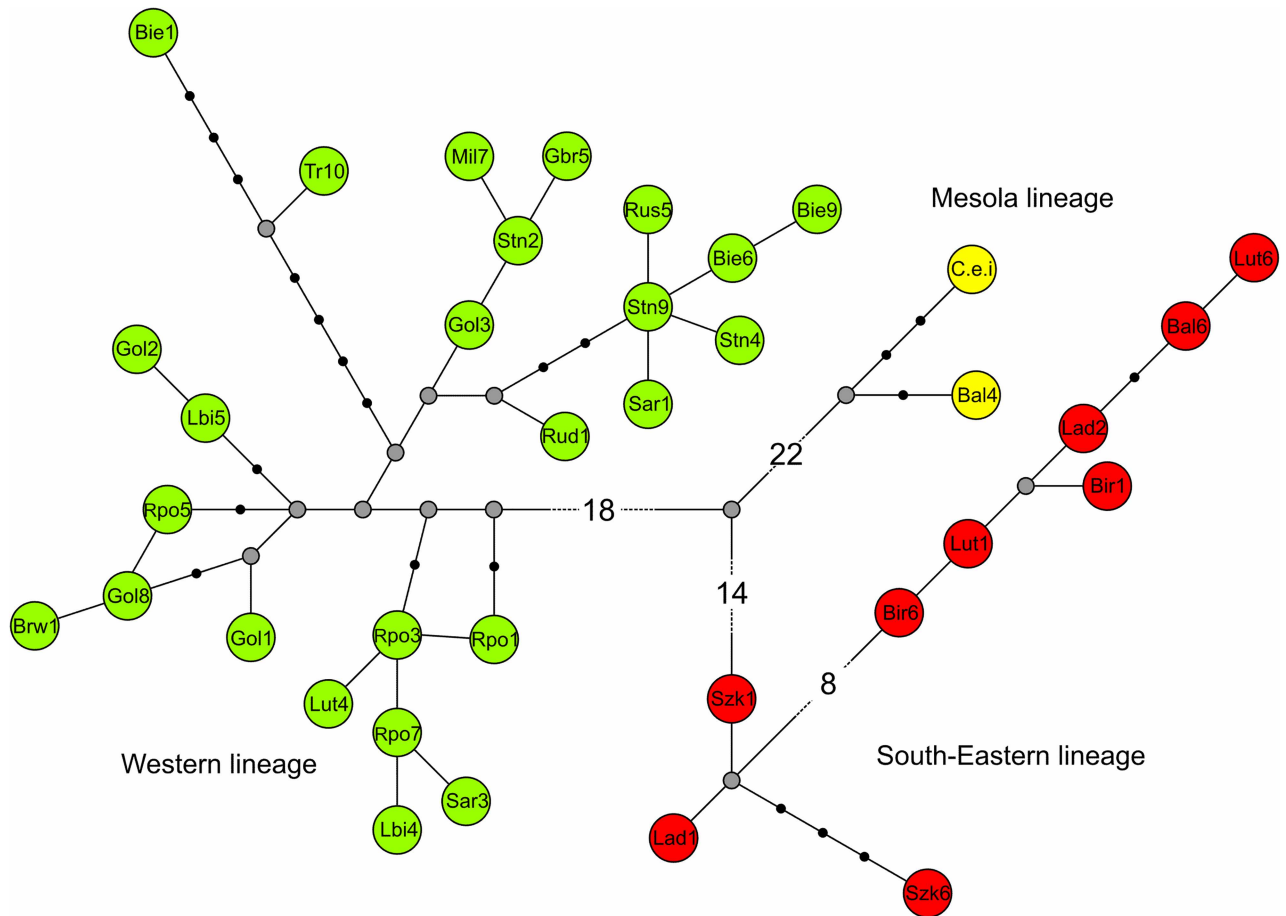 Bie1
Mil7
Gbr5
Tr10
Mesola lineage
Rus5
Bie9
Stn2
Bie6
C.e.i
Lut6
Stn9
Gol3
Bal6
Stn4
Gol2
Bal4
Sar1
Lbi5
Lad2
Rud1
22
Bir1
Rpo5
18
Lut1
Gol8
14
Bir6
Brw1
Gol1
Rpo3
Rpo1
8
Lut4
Szk1
Rpo7
Western lineage
South-Eastern lineage
Sar3
Lbi4
Lad1
Szk6